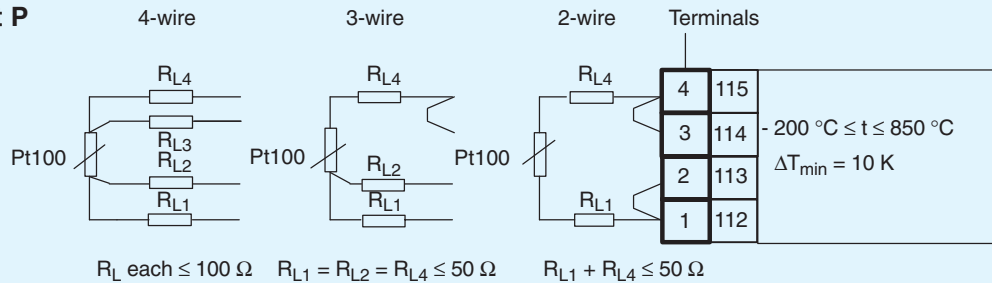 : P 4-wire 3-wire 2-wire Terminals
RL4 RL4 RL4 4 115
RL3 3 114 - 200 °C ≤ t ≤ 850 °C
Pt100 RL2 Pt100 RL2 Pt100 2 113 ΔTmin = 10 K
RL1 RL1 RL1 1 112
RL each ≤ 100 Ω RL1 = RL2 = RL4 ≤ 50 Ω RL1 + RL4 ≤ 50 Ω